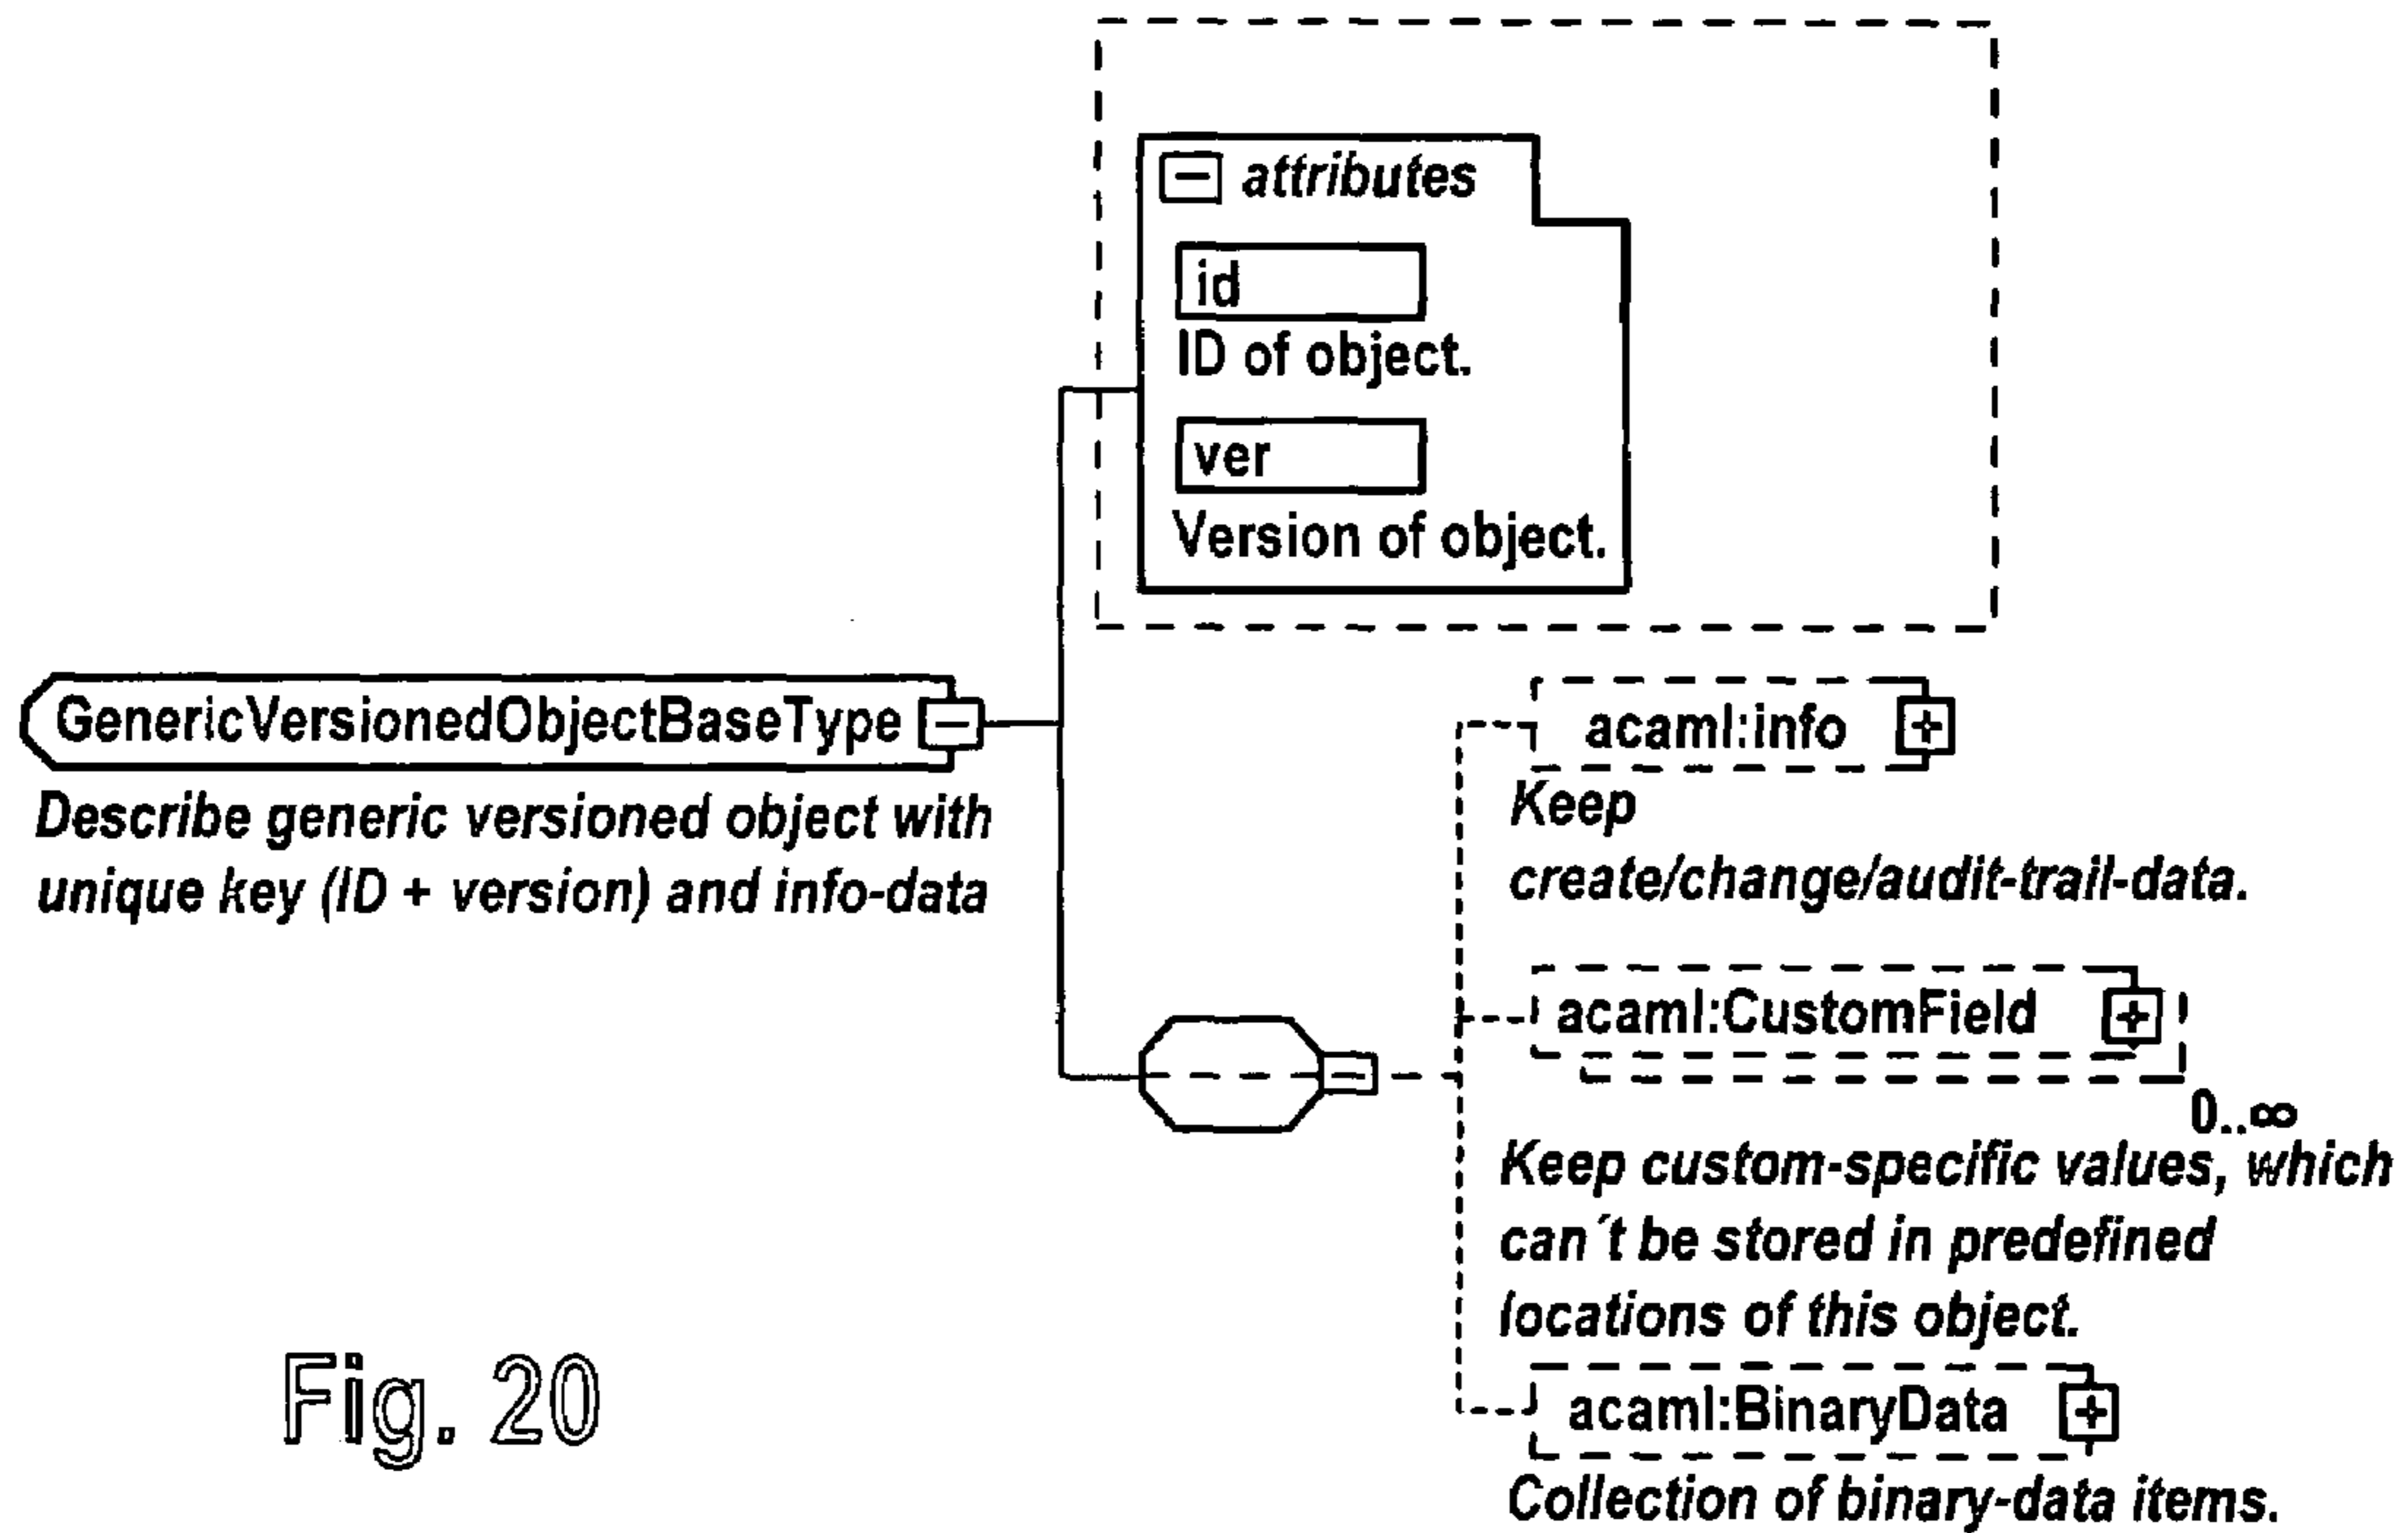 attributes
id
ID of object.
ver
Version of object.
GenericVersionedObjectBaseType
Describe generic versioned object with
unique key (ID + version) and info-data
acaml:info
Keep
create/change/audit-trail-data.
acaml:CustomField
0..∞
Keep custom-specific values, which
can´t be stored in predefined
locations of this object.
acaml:BinaryData
Collection of binary-data items.
Fig. 20